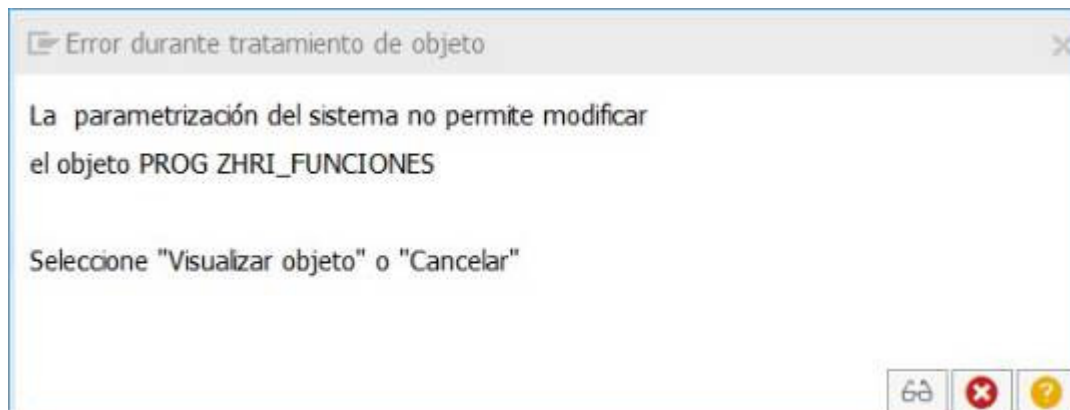 Error durante tratamiento de objeto
La parametrización del sistema no permite modificar
el objeto PROG ZHRI_FUNCIONES
Seleccione "Visualizar objeto" o "Cancelar"